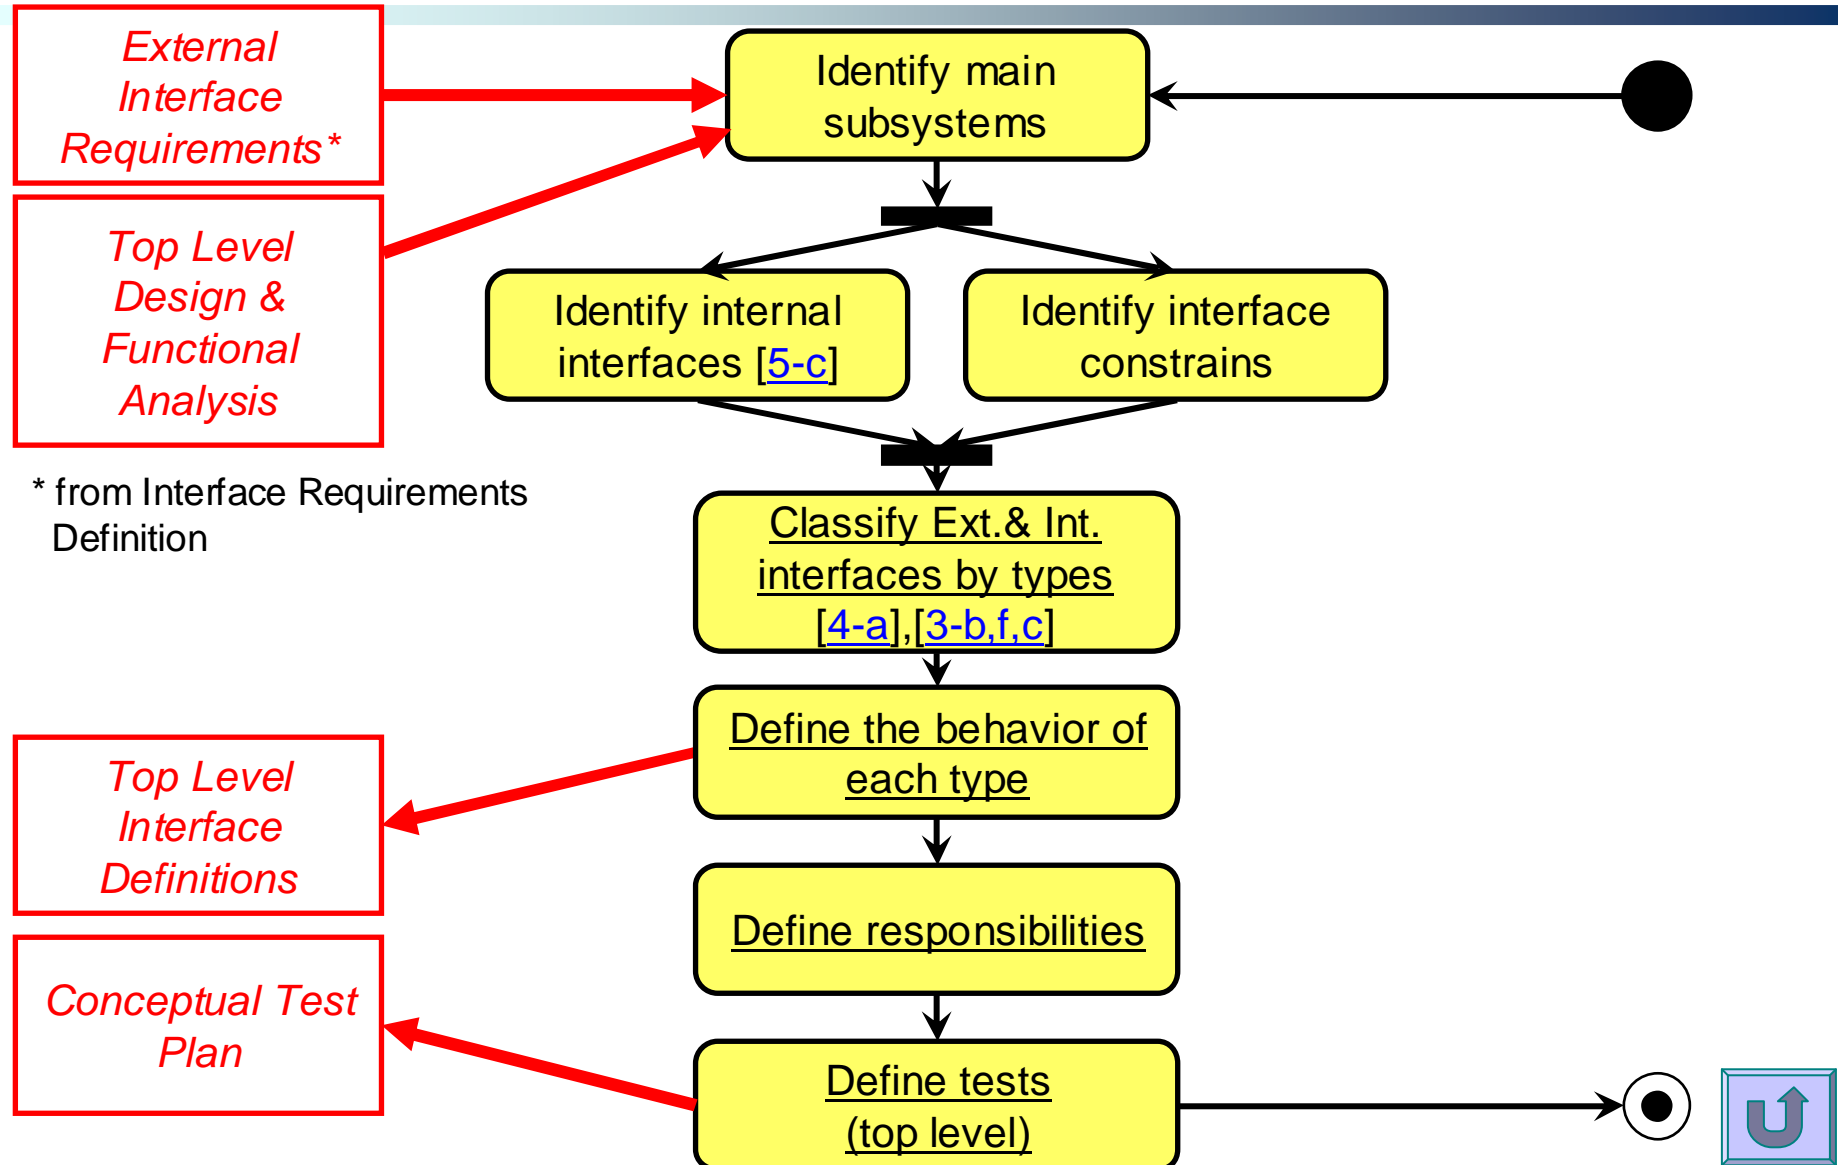 External
Interface
Requirements*
Identify main
subsystems
Top Level
Design &
Functional
Analysis
Identify internal
interfaces [5-c]
Identify interface
constrains
* from Interface Requirements
Definition
Classify Ext.& Int.
interfaces by types
[4-a],[3-b,f,c]
Define the behavior of
each type
Top Level
Interface
Definitions
Define responsibilities
Conceptual Test
Plan
Define tests
(top level)